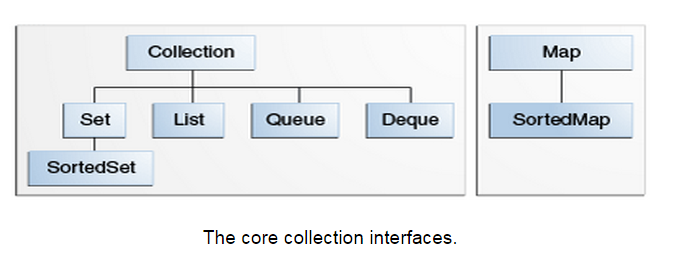 Collection
Map
Set
List
Queue
Deque
SortedMap
SortedSet
The core collection interfaces.